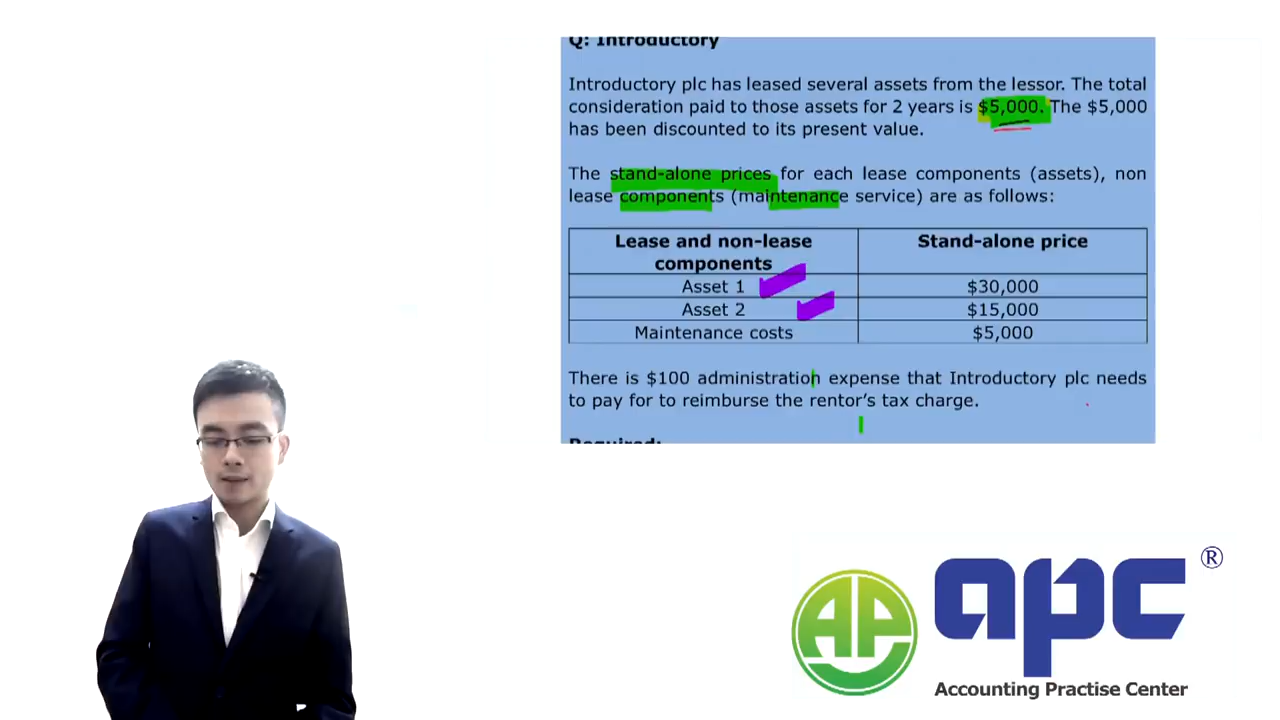 Q: Introductory
Introductory plc has leased several assets from the lessor. The total
consideration paid to those assets for 2 years is $5,000. The $5,000
has been discounted to its present value.
The stand-alone prices for each lease components (assets), non
lease components (maintenance service) are as follows:
Lease and non-lease
components
Stand-alone price
Asset 1 $30,000
Asset 2 $15,000
Maintenance costs $5,000
There is $100 administration expense that Introductory plc needs
to pay for to reimburse the rentor's tax charge.
Required:
AP
apc ®
Accounting Practise Center